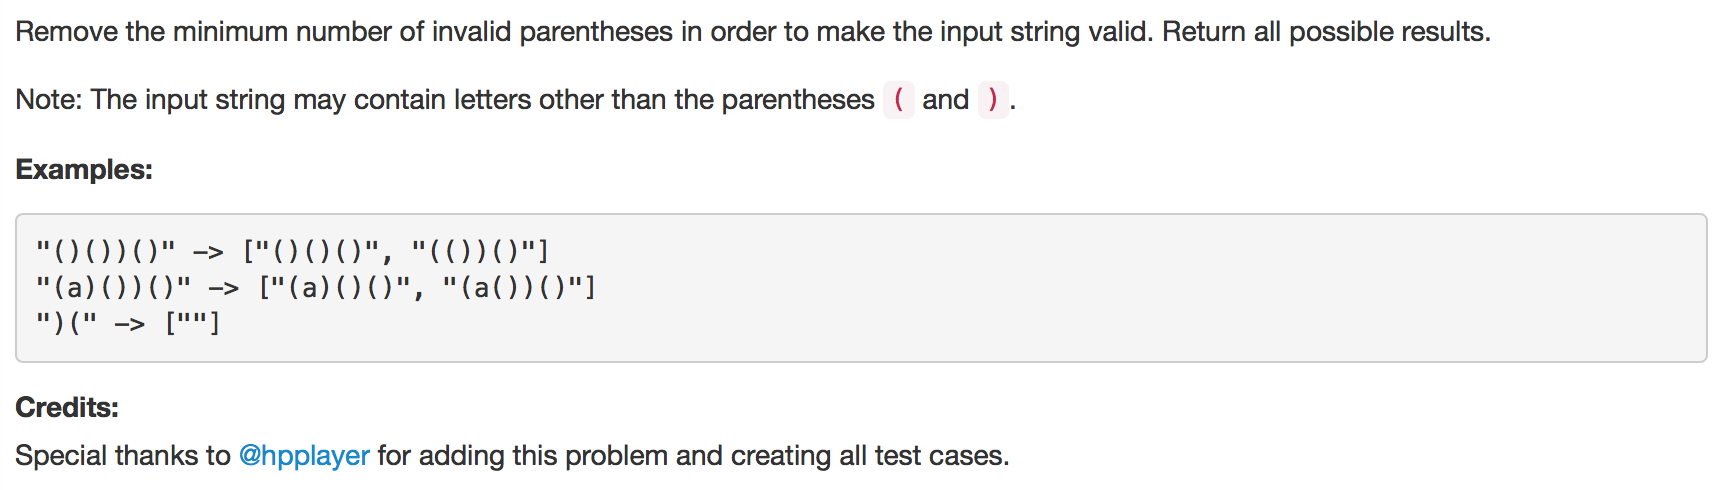 Remove the minimum number of invalid parentheses in order to make the input string valid. Return all possible results.
Note: The input string may contain letters other than the parentheses ( and ).
Examples:
"()())()" -> ["()()()", "(())()"]
"(a)())()" -> ["(a)()()", "(a())()"]
")(" -> [""]
Credits:
Special thanks to @hpplayer for adding this problem and creating all test cases.